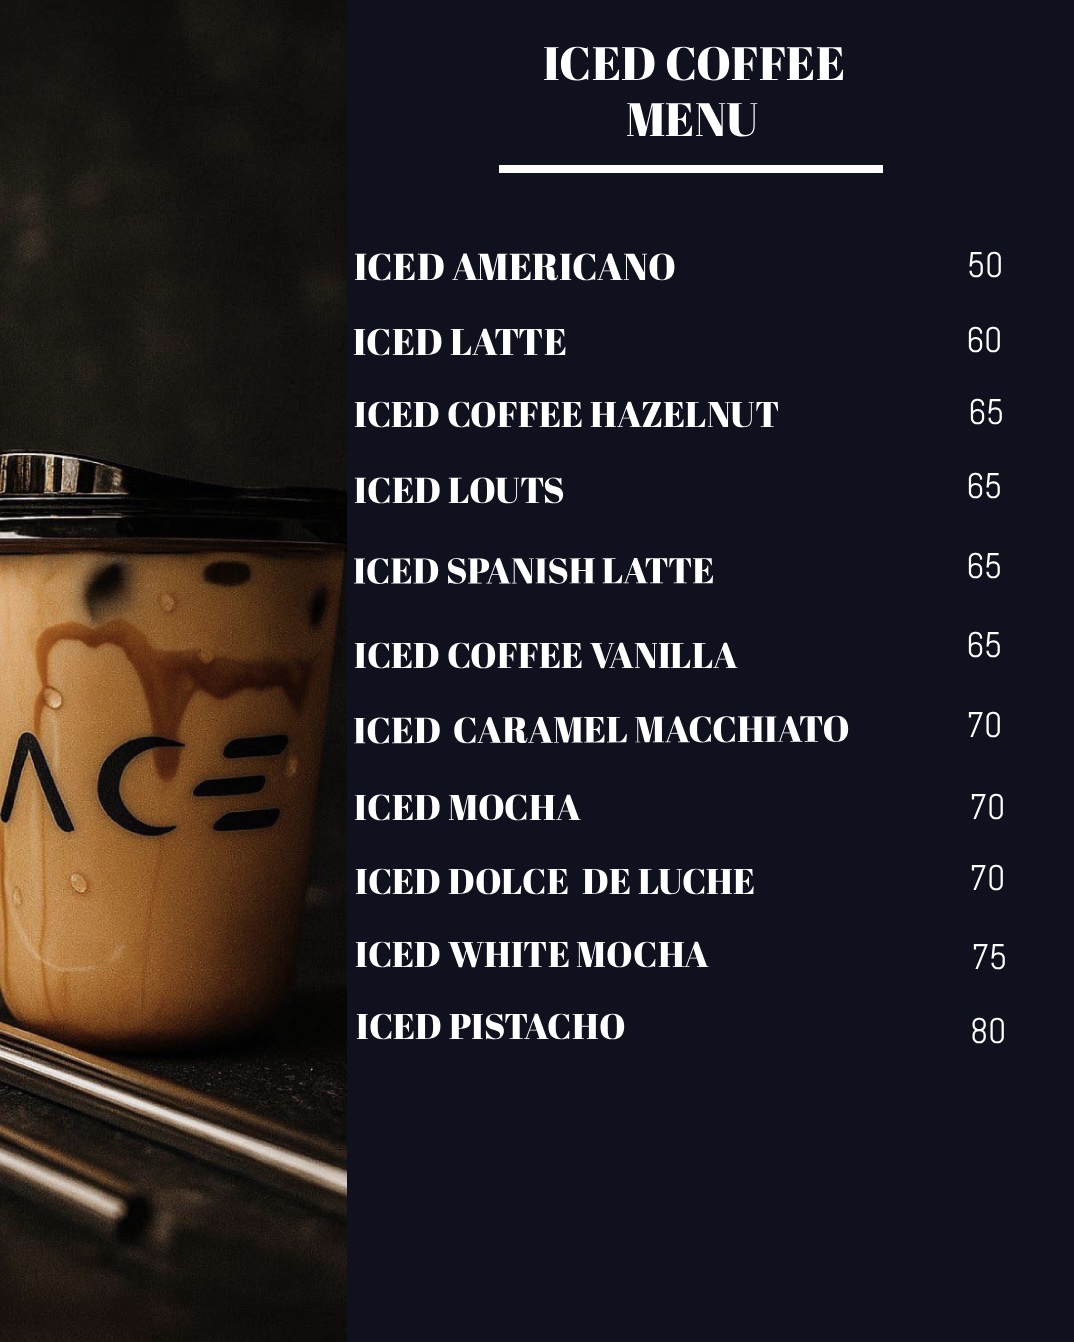 ICED COFFEE
MENU
ICED AMERICANO 50
ICED LATTE 60
ICED COFFEE HAZELNUT 65
ICED LOUTS 65
ICED SPANISH LATTE 65
ICED COFFEE VANILLA 65
ICED CARAMEL MACCHIATO 70
ICED MOCHA 70
ICED DOLCE DE LUCHE 70
ICED WHITE MOCHA 75
ICED PISTACHO 80
ACE